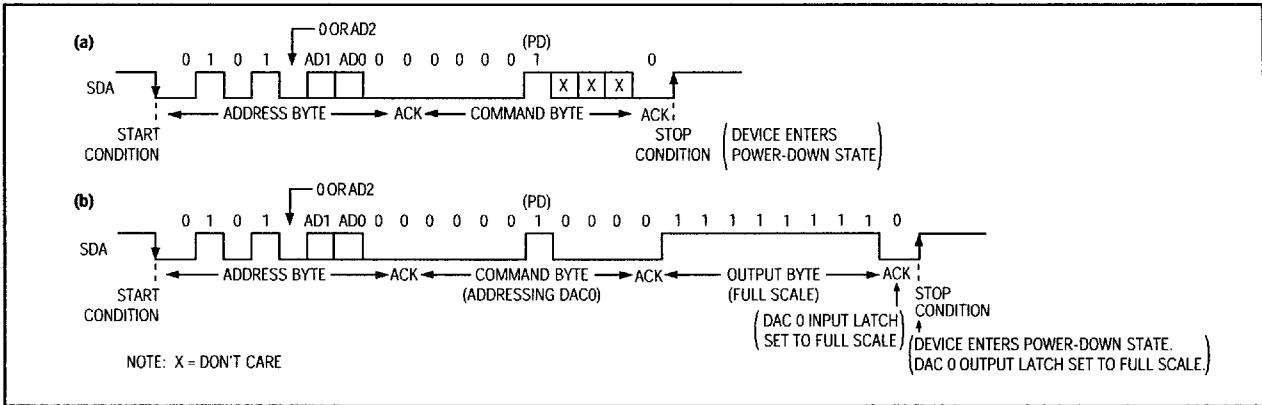 (a)
0 OR AD2
0 1 0 1 AD1 AD0 0 0 0 0 0 0 (PD) 1 0
SDA
X X X
ADDRESS BYTE ACK COMMAND BYTE ACK
START CONDITION
STOP CONDITION
(DEVICE ENTERS POWER-DOWN STATE)
(b)
0 OR AD2
0 1 0 1 AD1 AD0 0 0 0 0 0 0 (PD) 1 0 0 0 0 1 1 1 1 1 1 1 1 0
SDA
ADDRESS BYTE ACK COMMAND BYTE (ADDRESSING DAC0) ACK OUTPUT BYTE (FULL SCALE) ACK
START CONDITION
STOP CONDITION
(DAC 0 INPUT LATCH SET TO FULL SCALE)
(DEVICE ENTERS POWER-DOWN STATE. DAC 0 OUTPUT LATCH SET TO FULL SCALE.)
NOTE: X = DON'T CARE